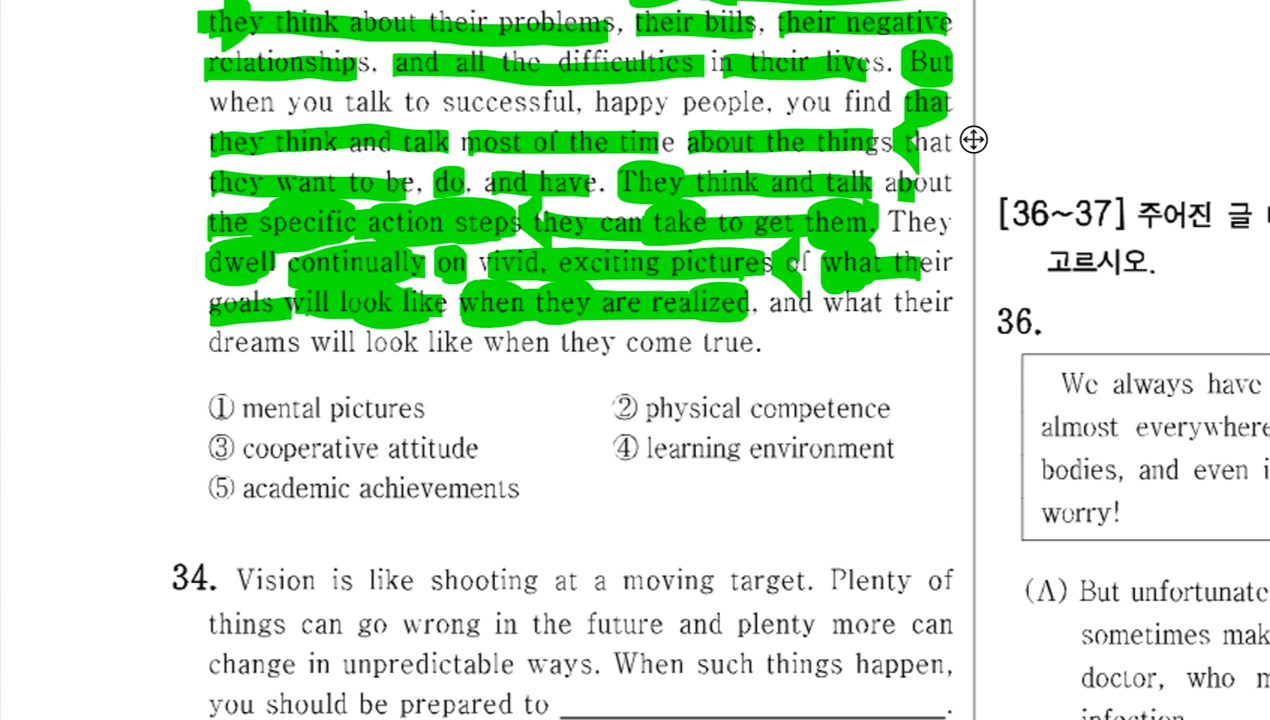 they think about their problems, their bills, their negative
relationships, and all the difficulties in their lives. But
when you talk to successful, happy people, you find that
they think and talk most of the time about the things that
they want to be, do, and have. They think and talk about
the specific action steps they can take to get them. They
dwell continually on vivid, exciting pictures of what their
goals will look like when they are realized, and what their
dreams will look like when they come true.
① mental pictures ② physical competence
③ cooperative attitude ④ learning environment
⑤ academic achievements
34. Vision is like shooting at a moving target. Plenty of
things can go wrong in the future and plenty more can
change in unpredictable ways. When such things happen,
you should be prepared to ____________.
[36~37] 주어진 글
고르시오.
36.
We always have
almost everywhere
bodies, and even i
worry!
(A) But unfortunate
sometimes mak
doctor, who m
infection